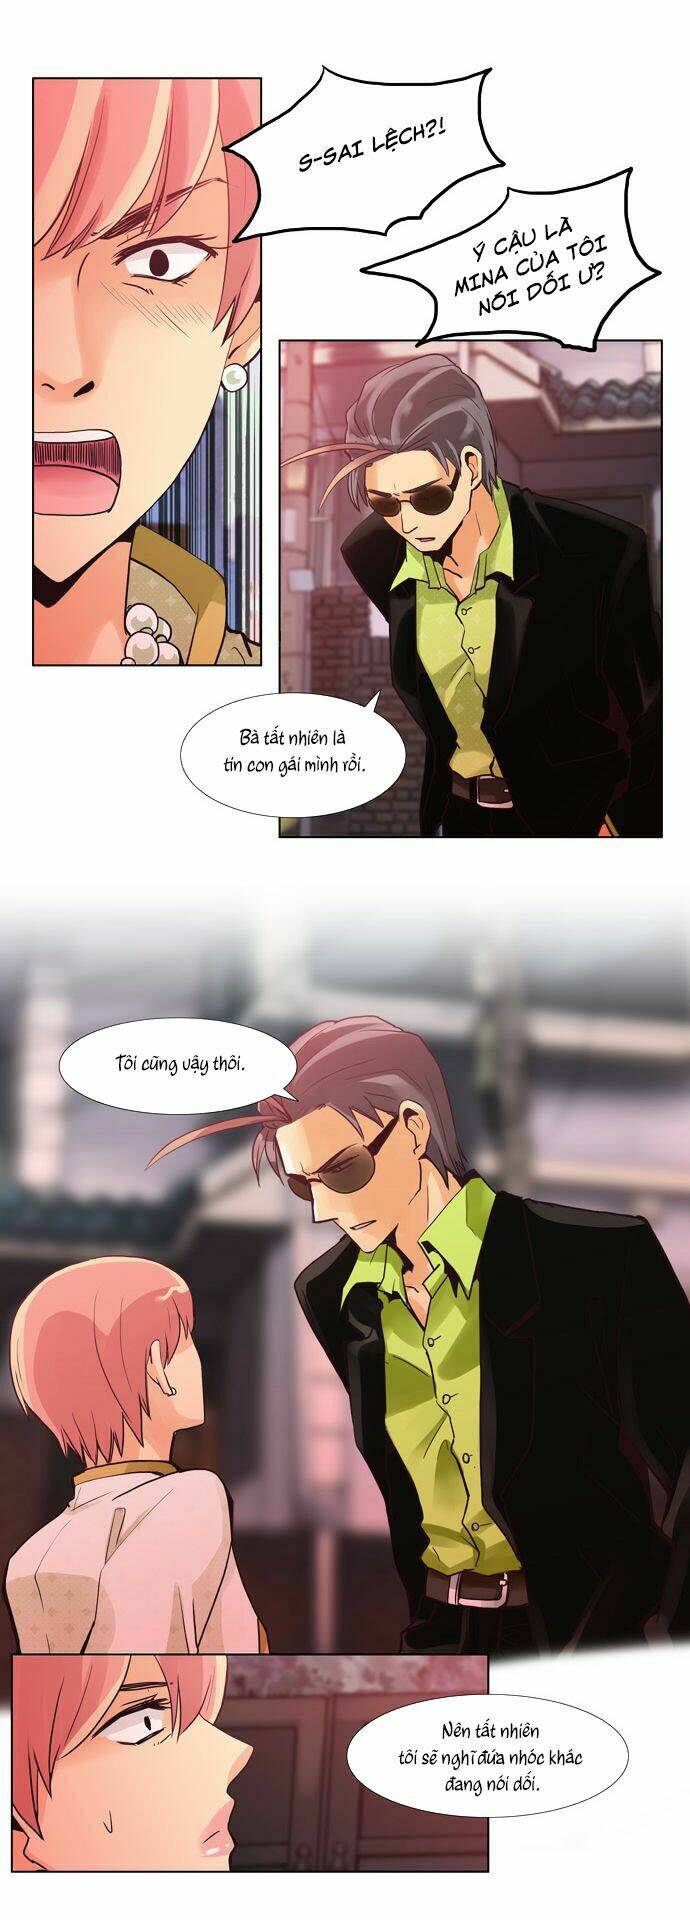 S-SAI LỆCH?!
Ý CẬU LÀ
MINA CỦA TÔI
NÓI DỐI Ư?
Bà tất nhiên là
tin con gái mình rồi.
Tôi cũng vậy thôi.
Nên tất nhiên
tôi sẽ nghĩ đứa nhóc khác
đang nói dối.